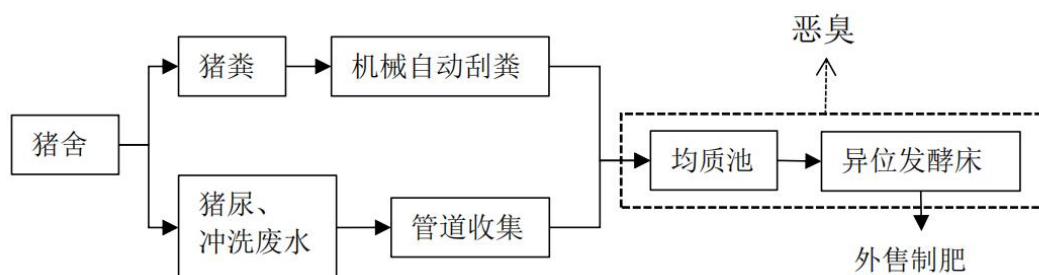 恶臭
猪粪
机械自动刮粪
猪舍
均质池
异位发酵床
猪尿、
冲洗废水
管道收集
外售制肥